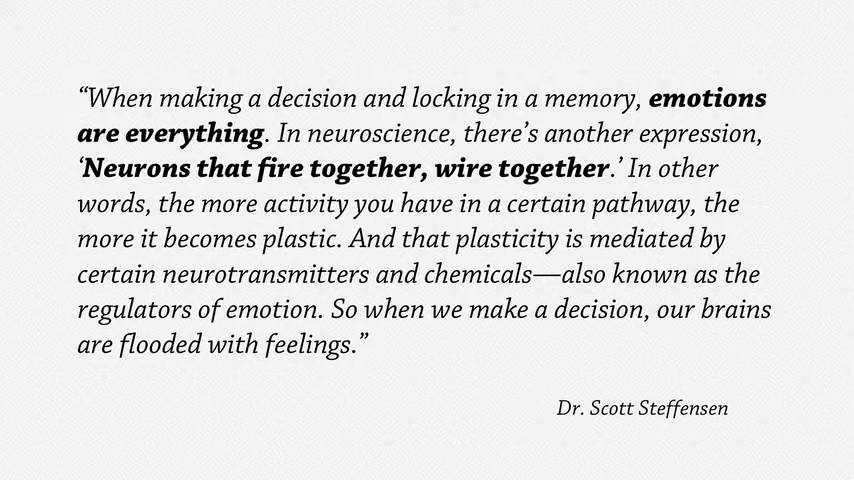 “When making a decision and locking in a memory, emotions
are everything. In neuroscience, there’s another expression,
‘Neurons that fire together, wire together.’ In other
words, the more activity you have in a certain pathway, the
more it becomes plastic. And that plasticity is mediated by
certain neurotransmitters and chemicals—also known as the
regulators of emotion. So when we make a decision, our brains
are flooded with feelings.”
Dr. Scott Steffensen